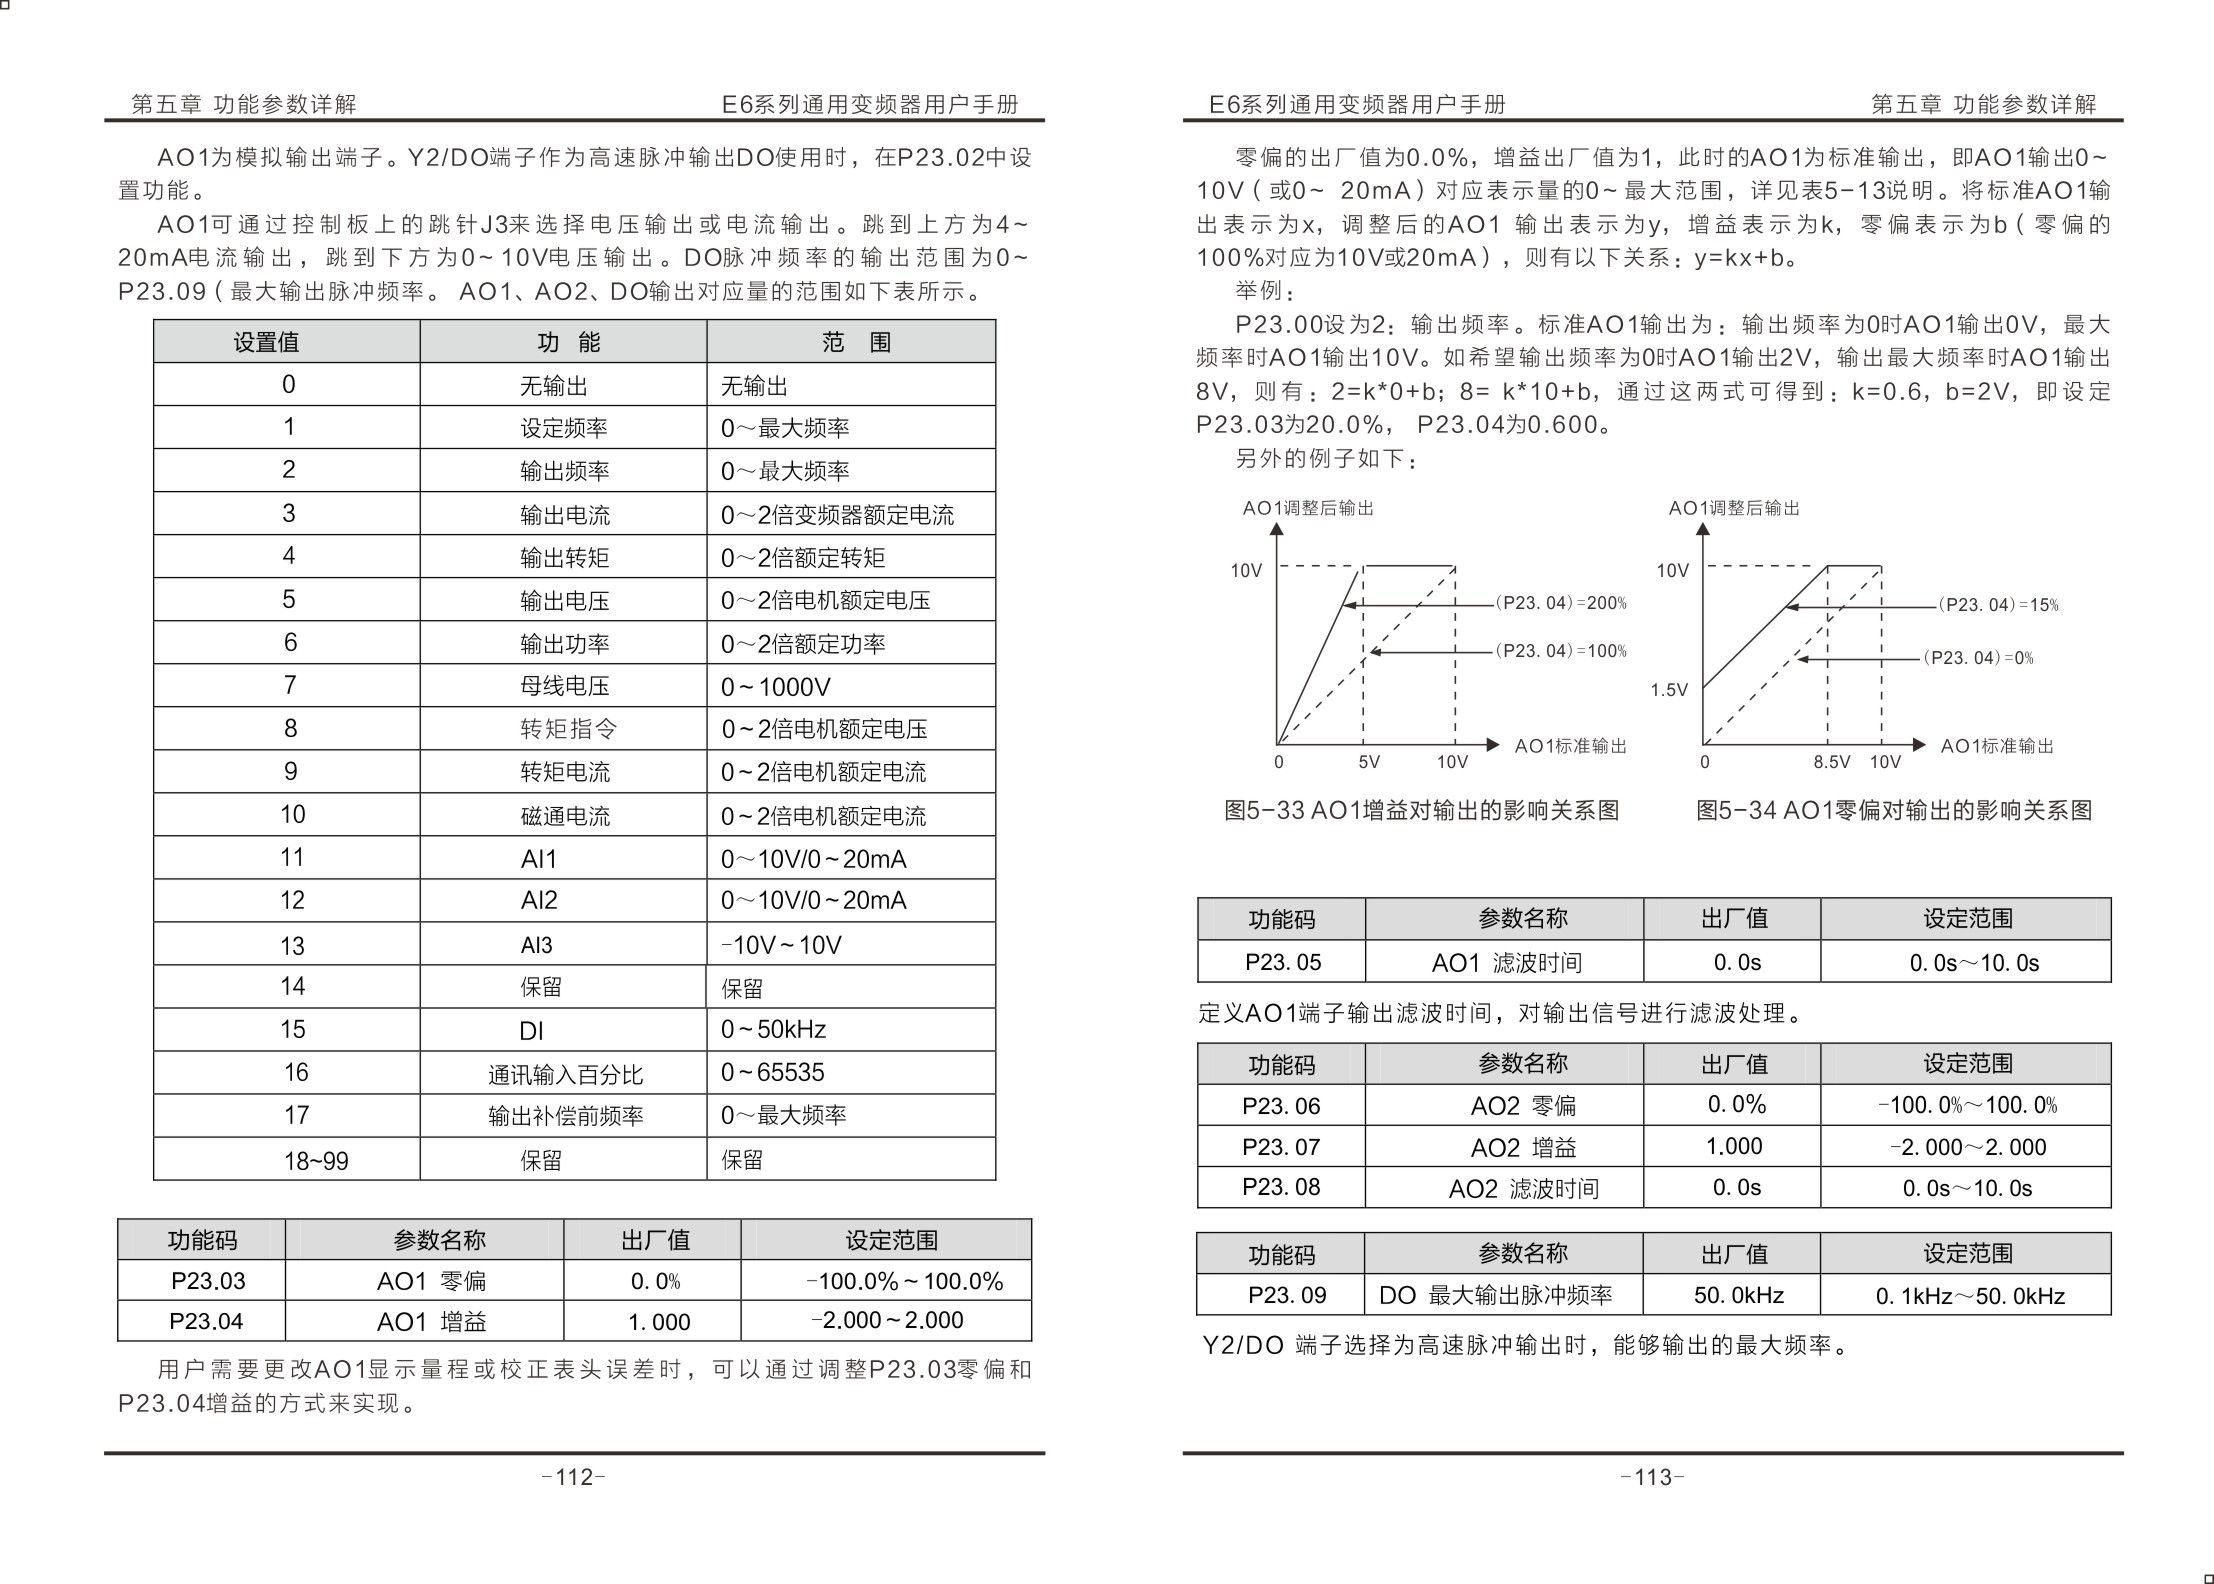 第五章 功能参数详解 E6系列通用变频器用户手册
AO1为模拟输出端子。Y2/DO端子作为高速脉冲输出DO使用时，在P23.02中设
置功能。
AO1可通过控制板上的跳针J3来选择电压输出或电流输出。跳到上方为4~
20mA电流输出，跳到下方为0~10V电压输出。DO脉冲频率的输出范围为0~
P23.09（最大输出脉冲频率。 AO1、AO2、DO输出对应量的范围如下表所示。
设置值 功 能 范 围
0 无输出 无输出
1 设定频率 0～最大频率
2 输出频率 0～最大频率
3 输出电流 0～2倍变频器额定电流
4 输出转矩 0～2倍额定转矩
5 输出电压 0～2倍电机额定电压
6 输出功率 0～2倍额定功率
7 母线电压 0~1000V
8 转矩指令 0~2倍电机额定电压
9 转矩电流 0~2倍电机额定电流
10 磁通电流 0~2倍电机额定电流
11 AI1 0～10V/0~20mA
12 AI2 0～10V/0~20mA
13 AI3 -10V~10V
14 保留 保留
15 DI 0~50kHz
16 通讯输入百分比 0~65535
17 输出补偿前频率 0～最大频率
18~99 保留 保留
功能码 参数名称 出厂值 设定范围
P23.03 AO1 零偏 0.0% -100.0%~100.0%
P23.04 AO1 增益 1.000 -2.000~2.000
用户需要更改AO1显示量程或校正表头误差时，可以通过调整P23.03零偏和
P23.04增益的方式来实现。
-112-
E6系列通用变频器用户手册 第五章 功能参数详解
零偏的出厂值为0.0%，增益出厂值为1，此时的AO1为标准输出，即AO1输出0~
10V（或0~ 20mA）对应表示量的0~最大范围，详见表5-13说明。将标准AO1输
出表示为x，调整后的AO1 输出表示为y，增益表示为k，零偏表示为b（零偏的
100%对应为10V或20mA），则有以下关系：y=kx+b。
举例：
P23.00设为2：输出频率。标准AO1输出为：输出频率为0时AO1输出0V，最大
频率时AO1输出10V。如希望输出频率为0时AO1输出2V，输出最大频率时AO1输出
8V，则有：2=k*0+b；8= k*10+b，通过这两式可得到：k=0.6，b=2V，即设定
P23.03为20.0%， P23.04为0.600。
另外的例子如下：
AO1调整后输出
10V
(P23.04)=200%
(P23.04)=100%
AO1标准输出
0 5V 10V
图5-33 AO1增益对输出的影响关系图
AO1调整后输出
10V
(P23.04)=15%
(P23.04)=0%
1.5V
AO1标准输出
0 8.5V 10V
图5-34 AO1零偏对输出的影响关系图
功能码 参数名称 出厂值 设定范围
P23.05 AO1 滤波时间 0.0s 0.0s～10.0s
定义AO1端子输出滤波时间，对输出信号进行滤波处理。
功能码 参数名称 出厂值 设定范围
P23.06 AO2 零偏 0.0% -100.0%～100.0%
P23.07 AO2 增益 1.000 -2.000～2.000
P23.08 AO2 滤波时间 0.0s 0.0s～10.0s
功能码 参数名称 出厂值 设定范围
P23.09 DO 最大输出脉冲频率 50.0kHz 0.1kHz～50.0kHz
Y2/DO 端子选择为高速脉冲输出时，能够输出的最大频率。
-113-